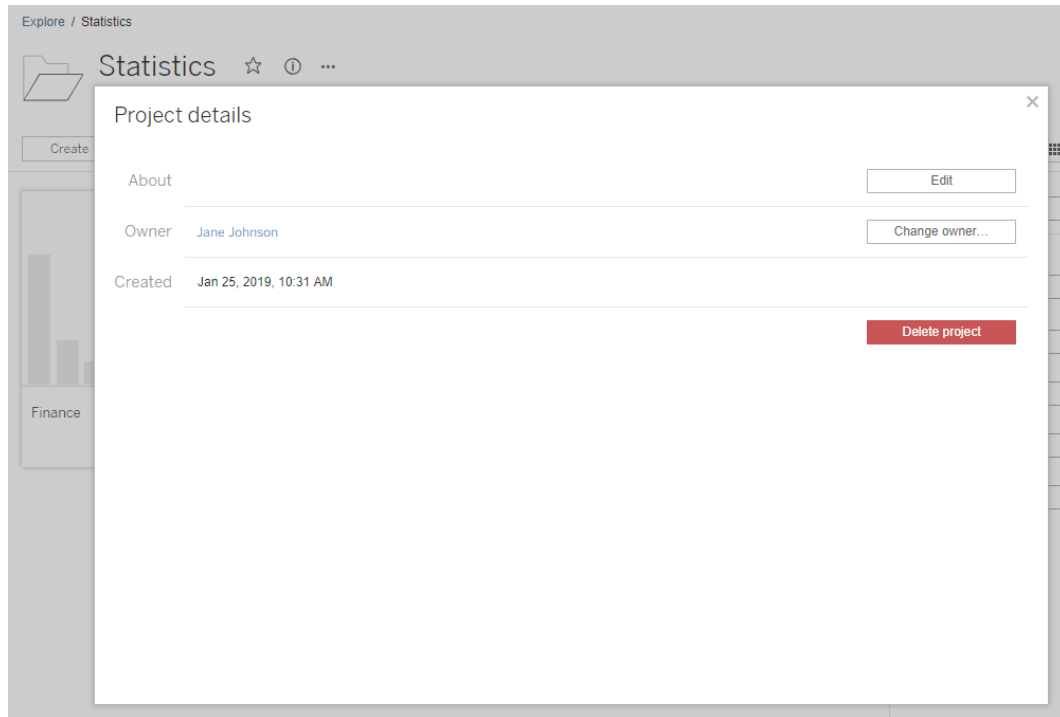 Explore / Statistics
Statistics
Project details
Create
About
Edit
Owner Jane Johnson
Change owner...
Created Jan 25, 2019, 10:31 AM
Delete project
Finance